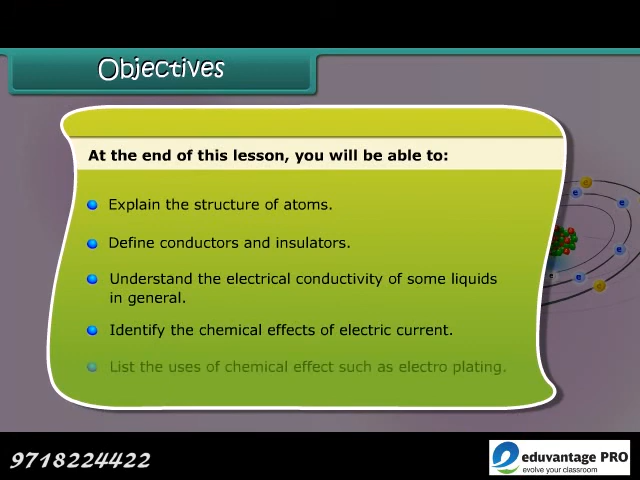 Objectives
At the end of this lesson, you will be able to:
Explain the structure of atoms.
Define conductors and insulators.
Understand the electrical conductivity of some liquids
in general.
Identify the chemical effects of electric current.
List the uses of chemical effect such as electro plating.
e
e
e
e
e
9718224422
eduvantage PRO
evolve your classroom